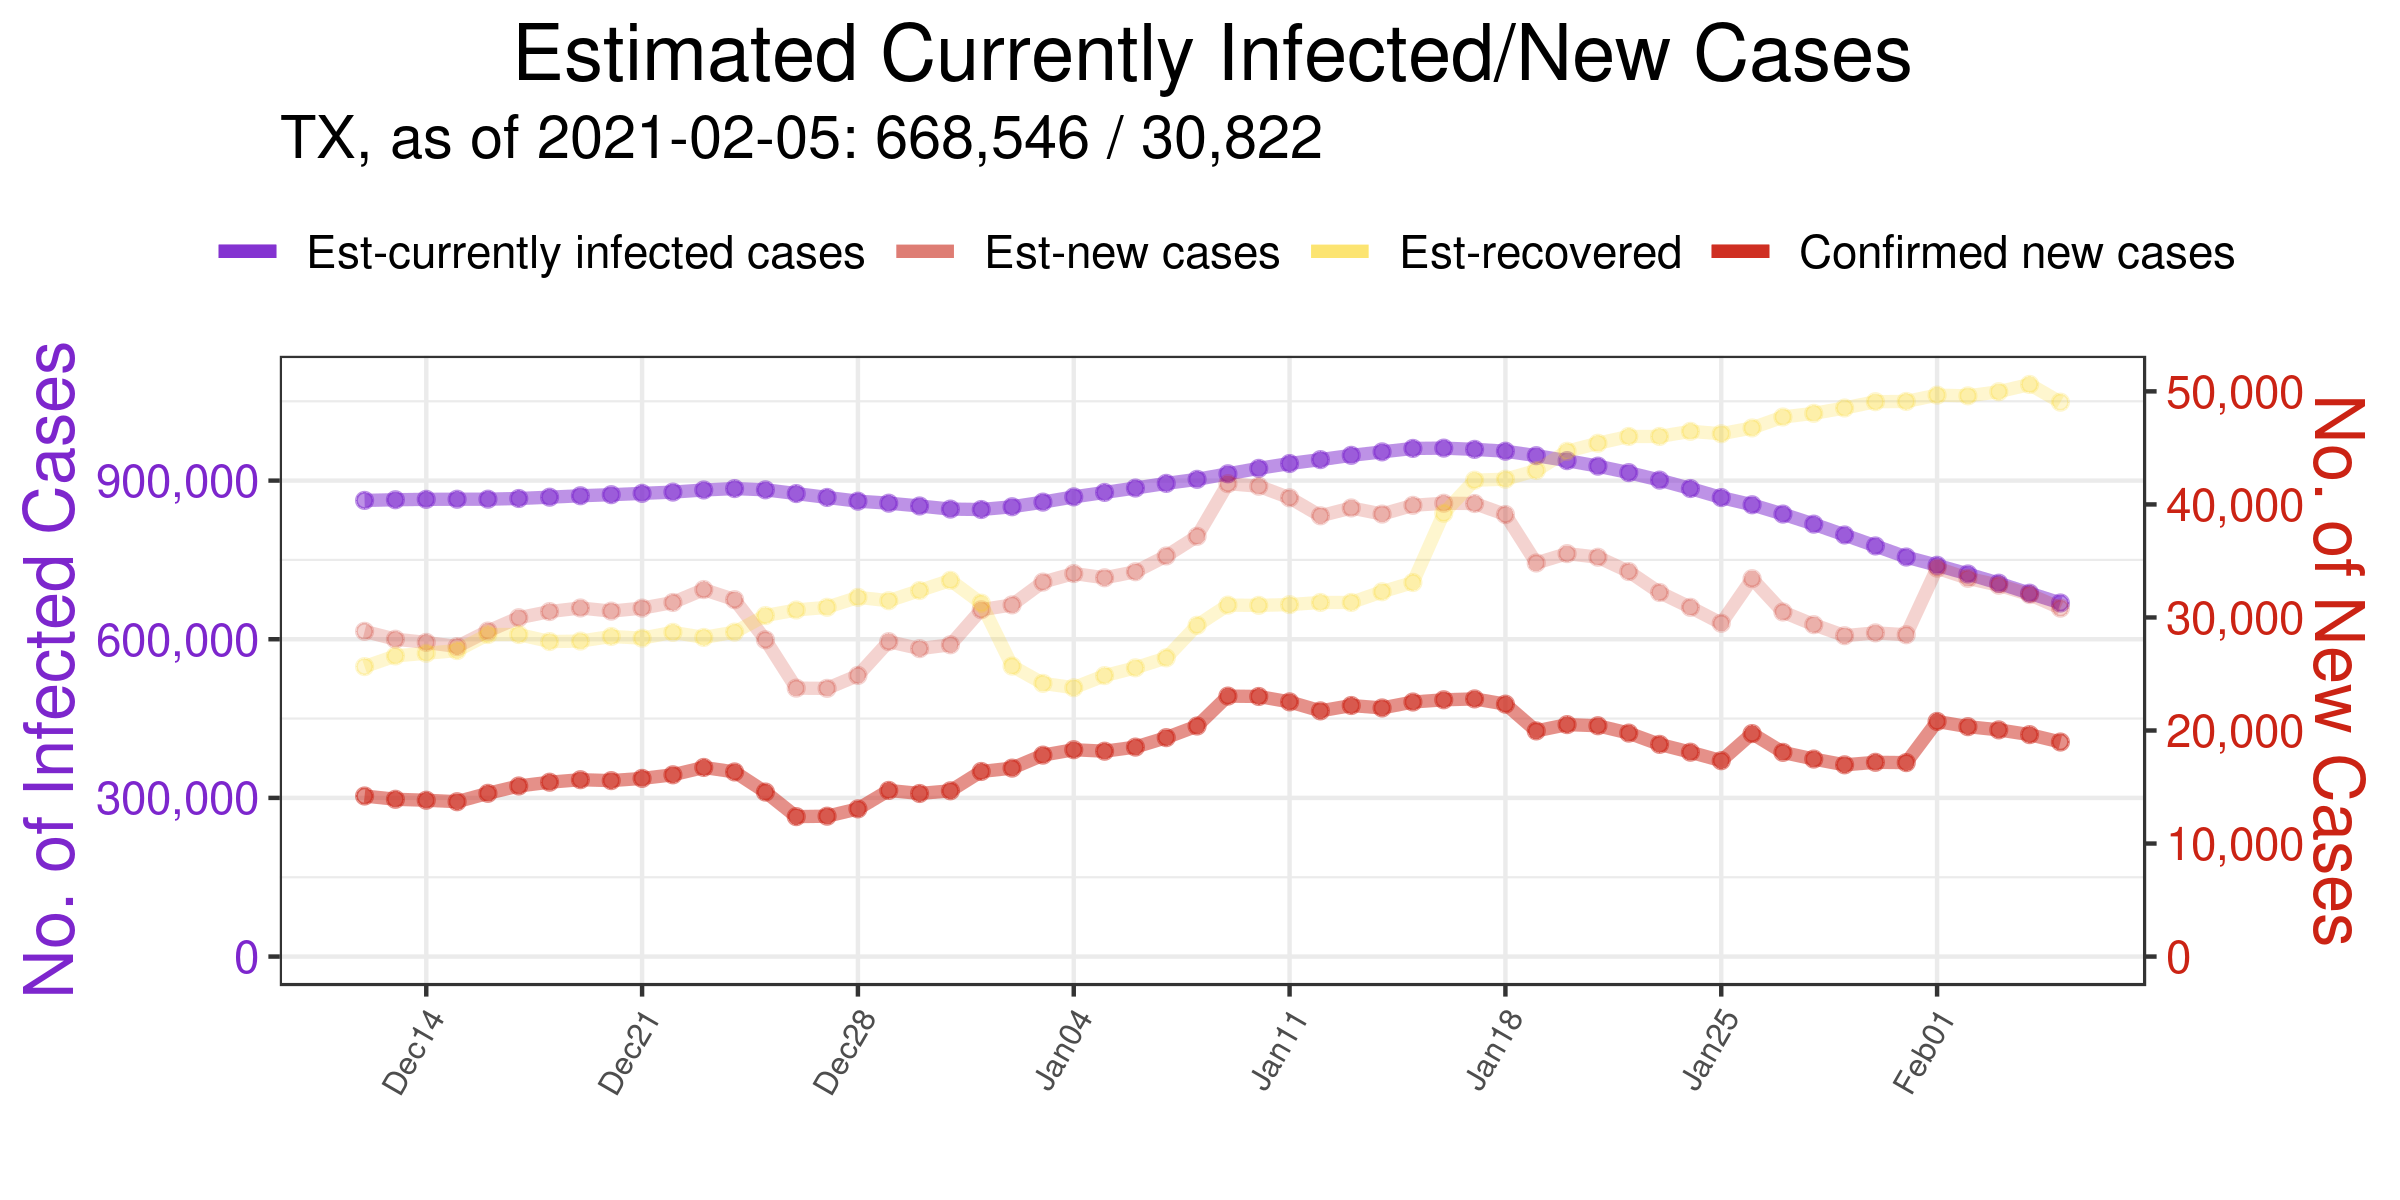 Estimated Currently Infected/New Cases
TX, as of 2021-02-05: 668,546 / 30,822
Est-currently infected cases Est-new cases Est-recovered Confirmed new cases
No. of Infected Cases
900,000
600,000
300,000
0
50,000
40,000
30,000
20,000
10,000
0
No. of New Cases
Dec14 Dec21 Dec28 Jan04 Jan11 Jan18 Jan25 Feb01